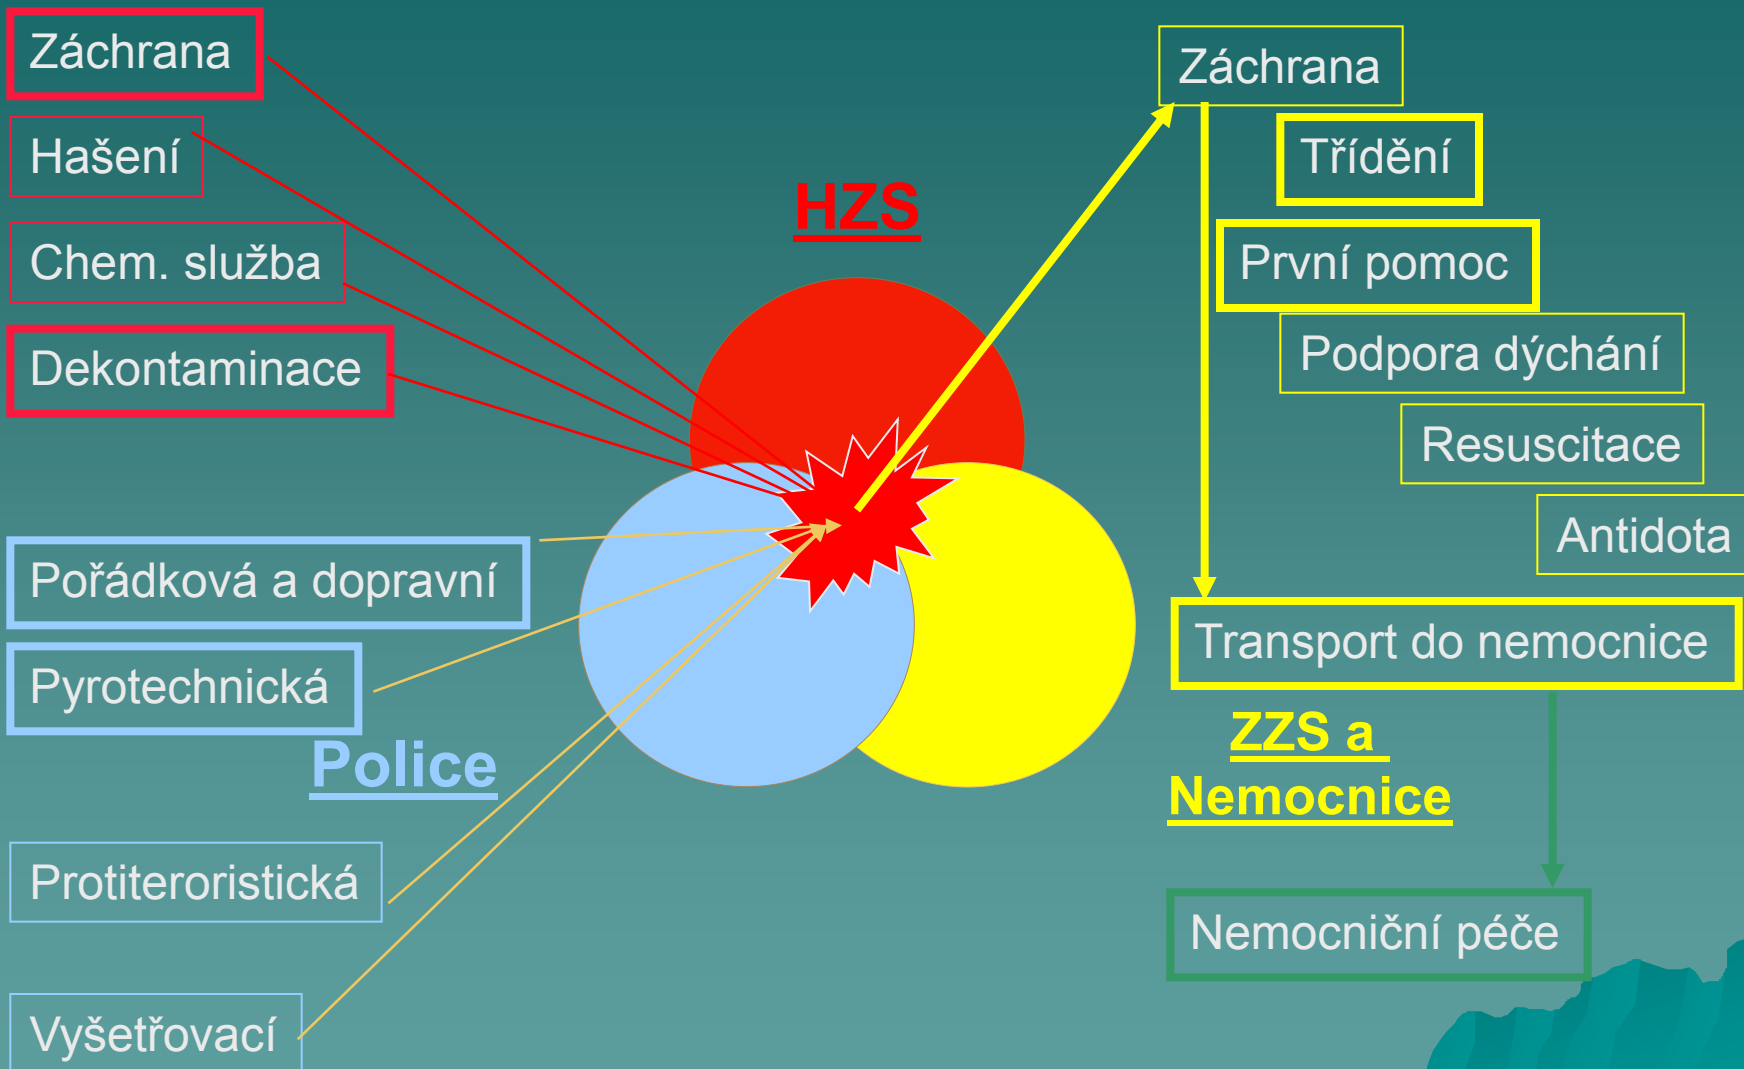 Záchrana
Hašení
Chem. služba
Dekontaminace
HZS
Pořádková a dopravní
Pyrotechnická
Police
Protiteroristická
Vyšetřovací
Záchrana
Třídění
První pomoc
Podpora dýchání
Resuscitace
Antidota
Transport do nemocnice
ZZS a
Nemocnice
Nemocniční péče